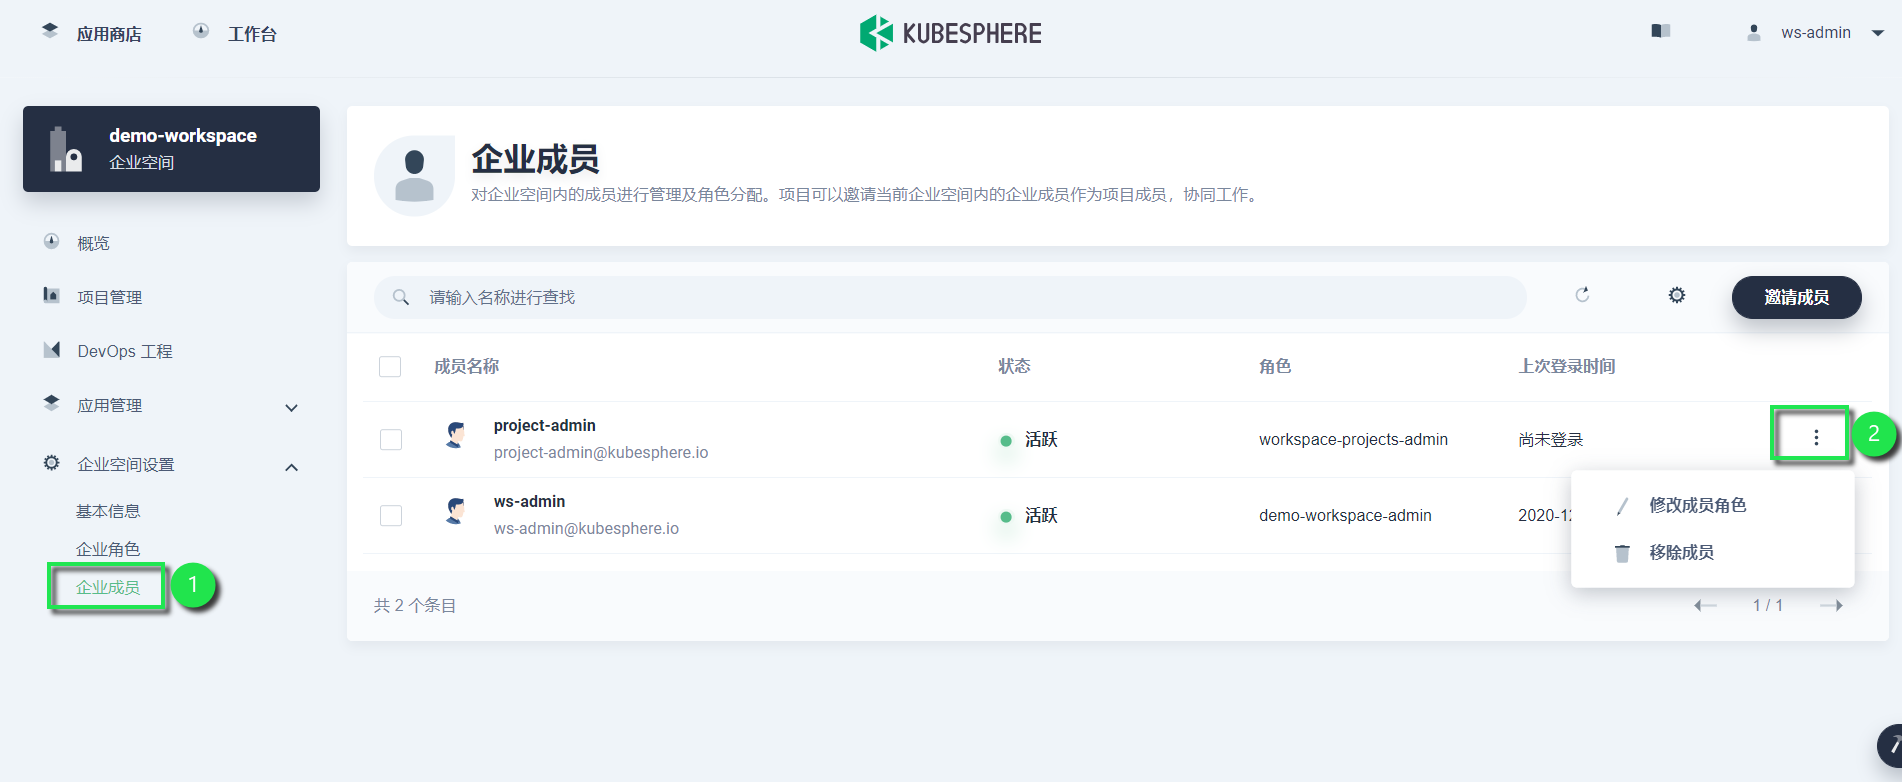 应用商店 工作台 KUBESPHERE ws-admin
demo-workspace
企业空间
概览
项目管理
DevOps 工程
应用管理
企业空间设置
基本信息
企业角色
企业成员 1
企业成员
对企业空间内的成员进行管理及角色分配。项目可以邀请当前企业空间内的企业成员作为项目成员，协同工作。
请输入名称进行查找 邀请成员
成员名称 状态 角色 上次登录时间
project-admin
project-admin@kubesphere.io
活跃 workspace-projects-admin 尚未登录 2
ws-admin
ws-admin@kubesphere.io
活跃 demo-workspace-admin 2020-12
修改成员角色
移除成员
共 2 个条目 1 / 1